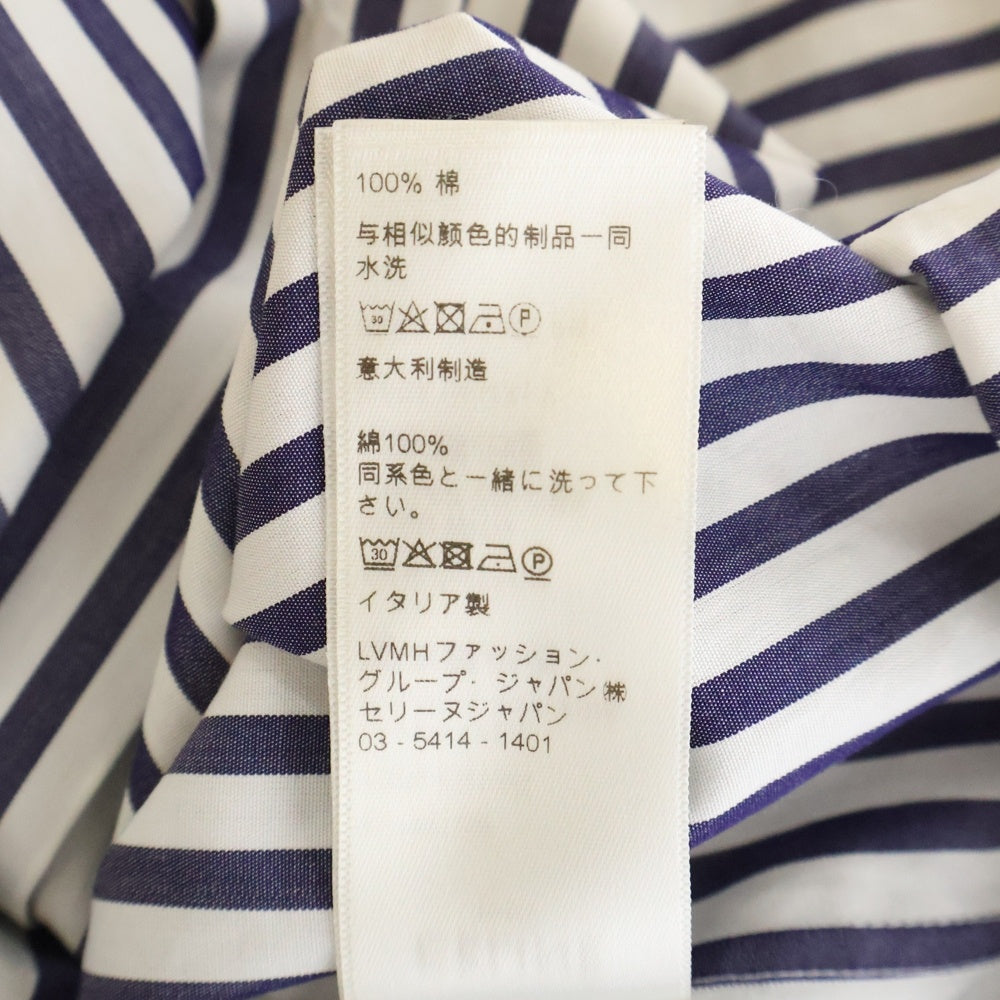 100% 棉
与相似颜色的制品一同
水洗
30 P
意大利制造
綿100%
同系色と一緒に洗って下
さい。
30 P
イタリア製
LVMHファッション・
グループ・ジャパン㈱
セリーヌジャパン
03 - 5414 - 1401